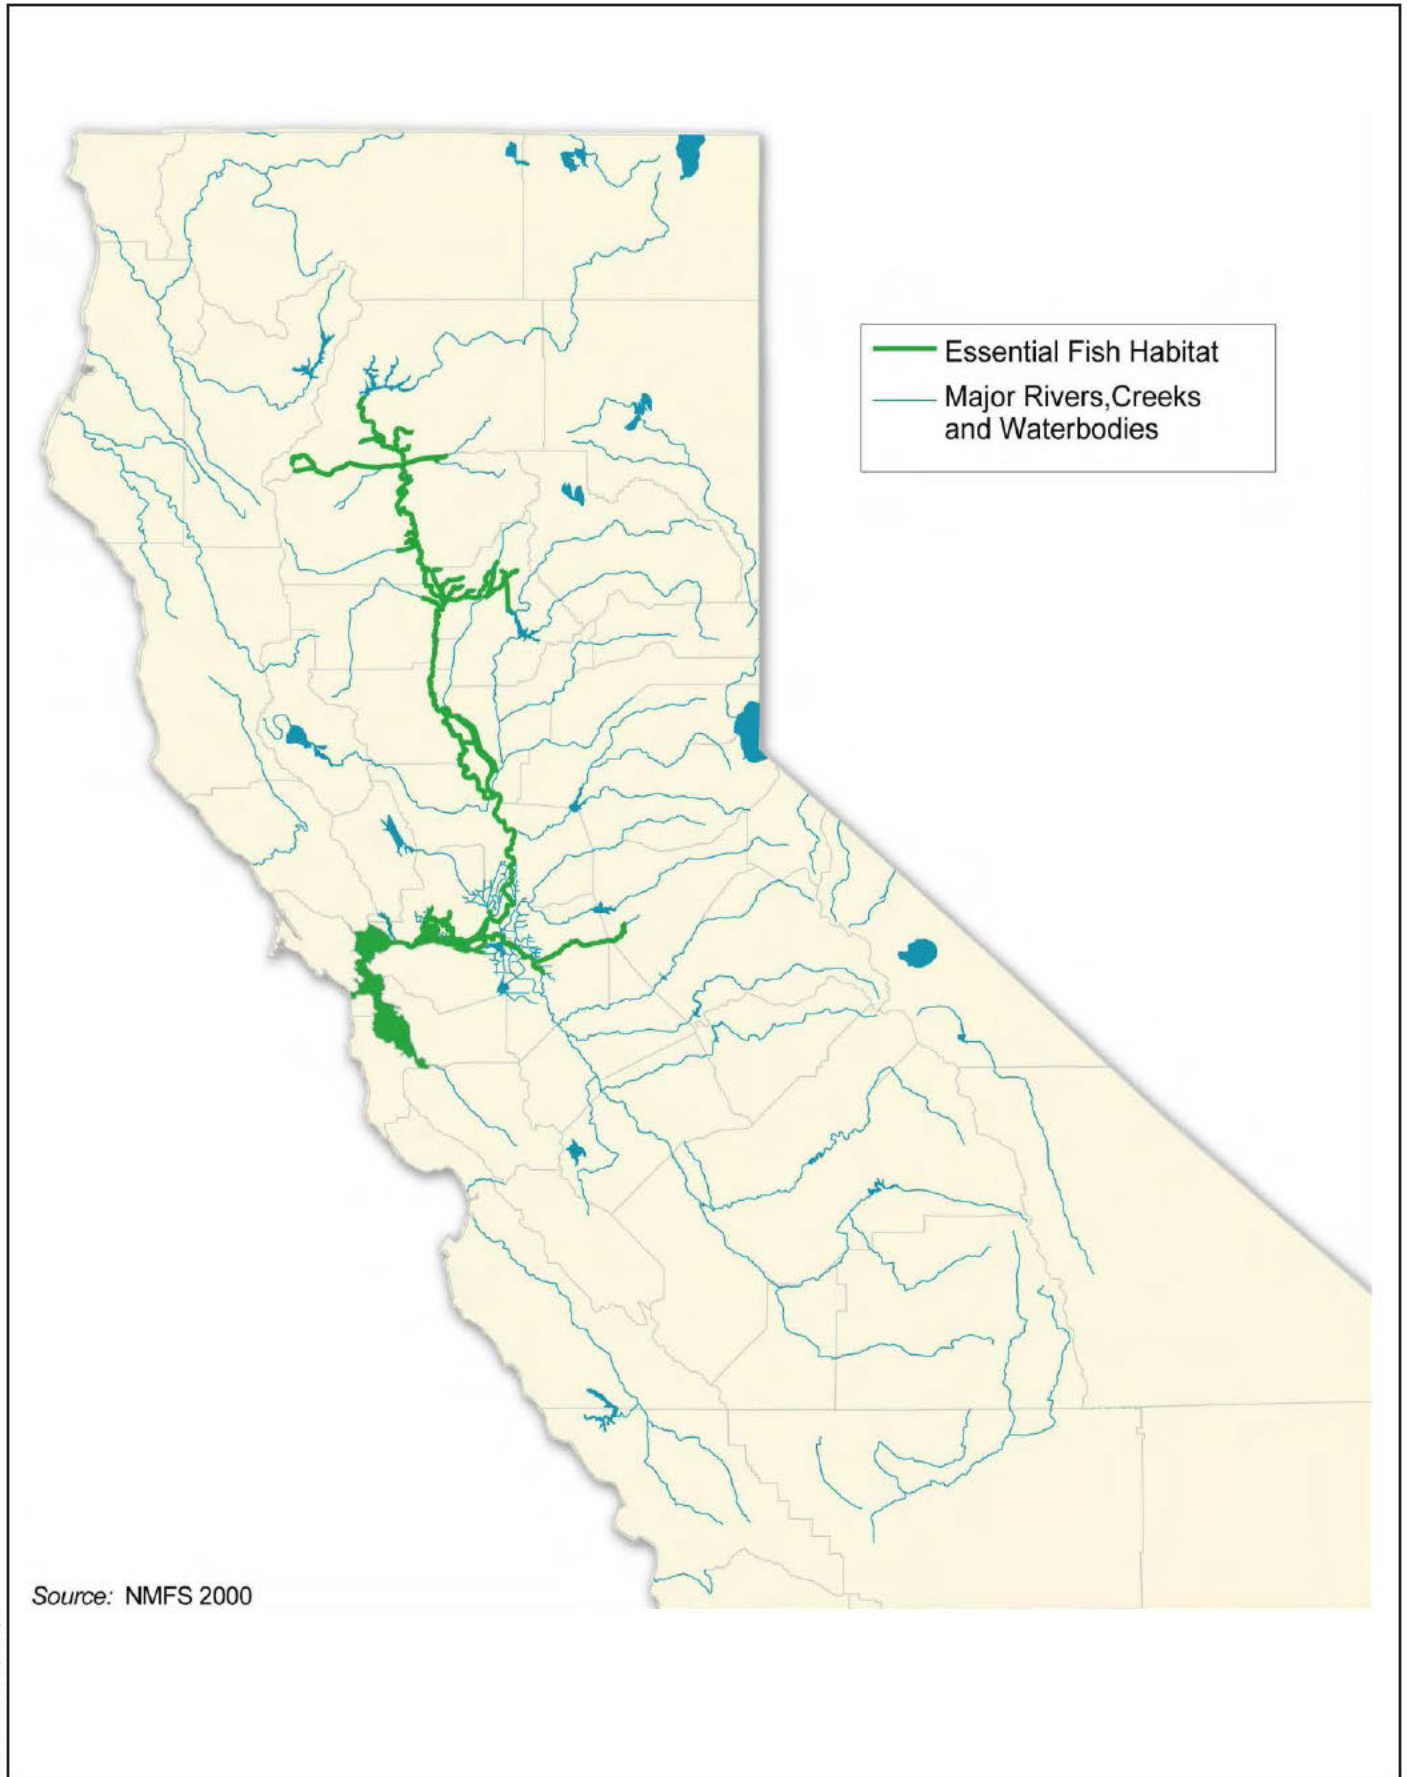 Essential Fish Habitat
Major Rivers,Creeks
and Waterbodies
Source: NMFS 2000